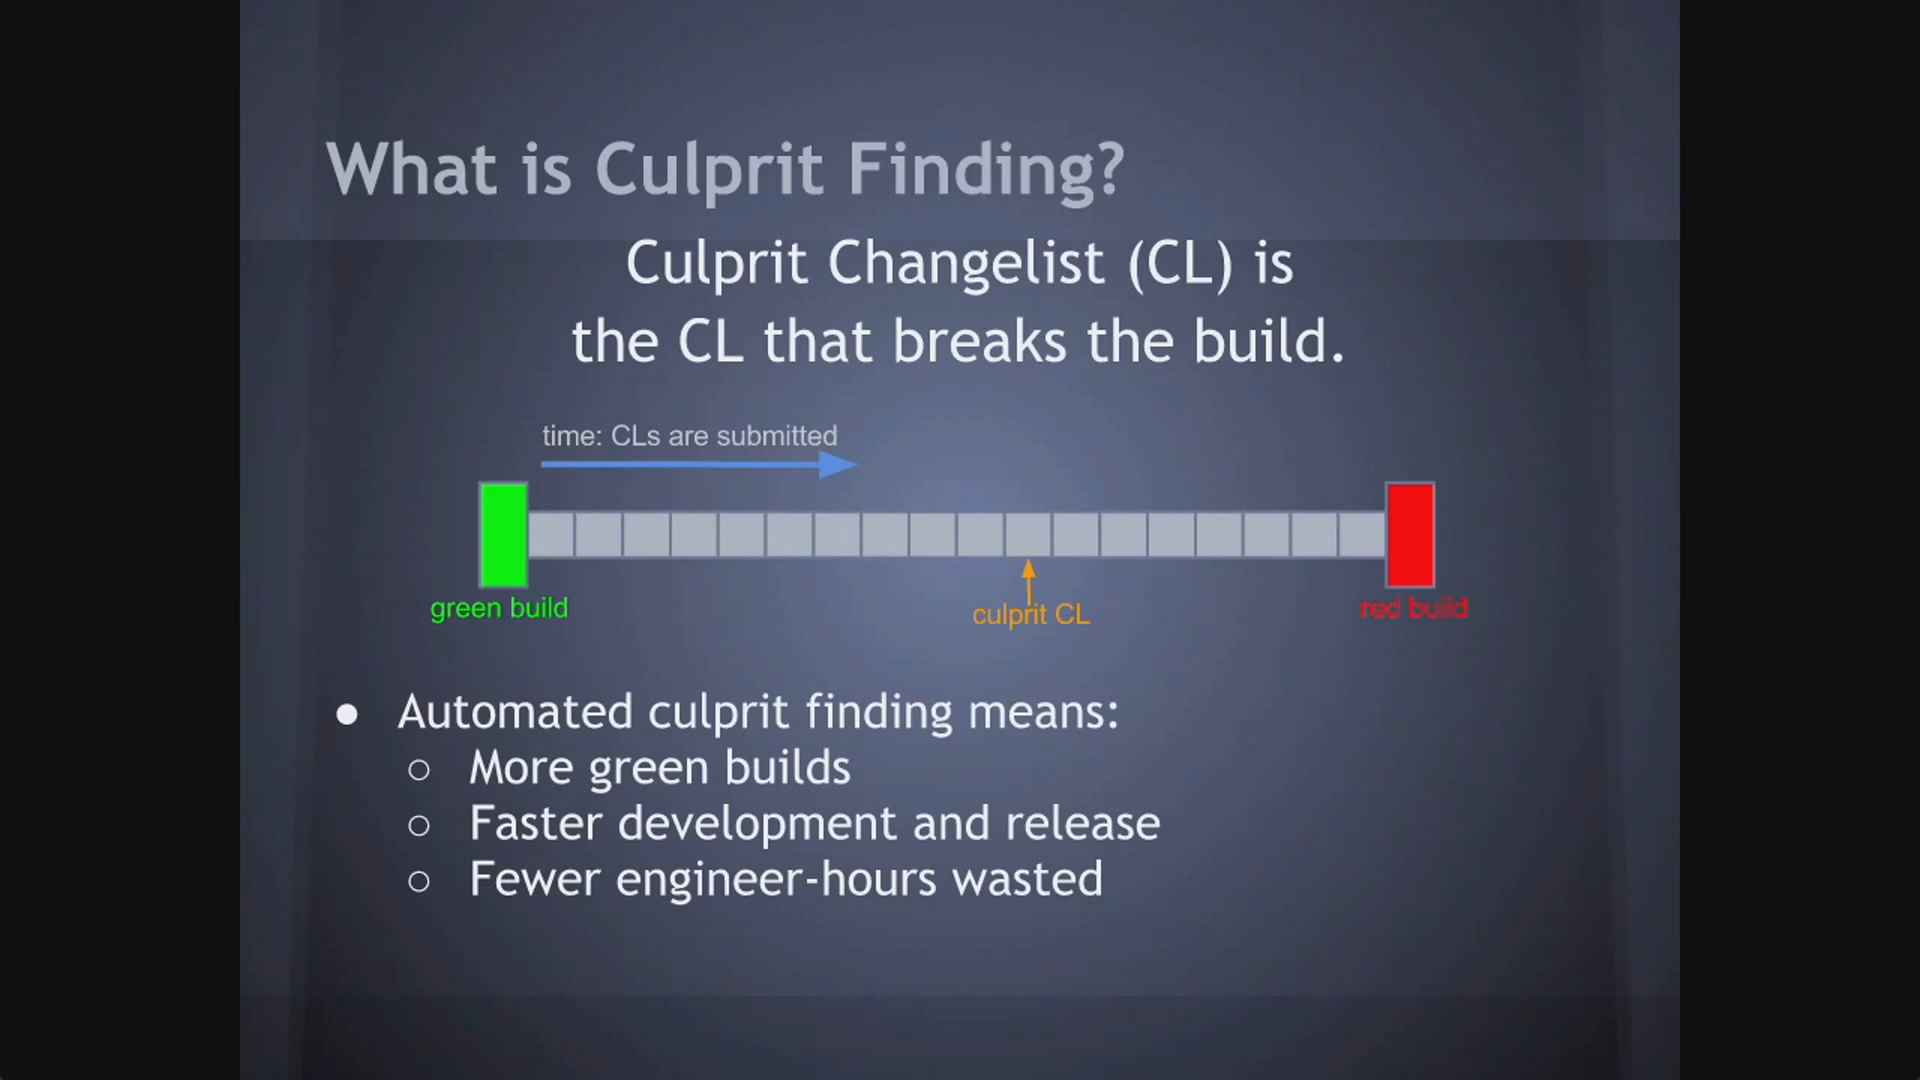 What is Culprit Finding?
Culprit Changelist (CL) is
the CL that breaks the build.
time: CLs are submitted
green build
culprit CL
red build
● Automated culprit finding means:
○ More green builds
○ Faster development and release
○ Fewer engineer-hours wasted